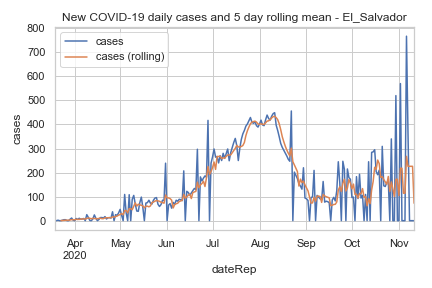 New COVID-19 daily cases and 5 day rolling mean - El_Salvador
cases
cases (rolling)
800
700
600
500
400
300
200
100
0
cases
Apr
2020
May
Jun
Jul
Aug
Sep
Oct
Nov
dateRep